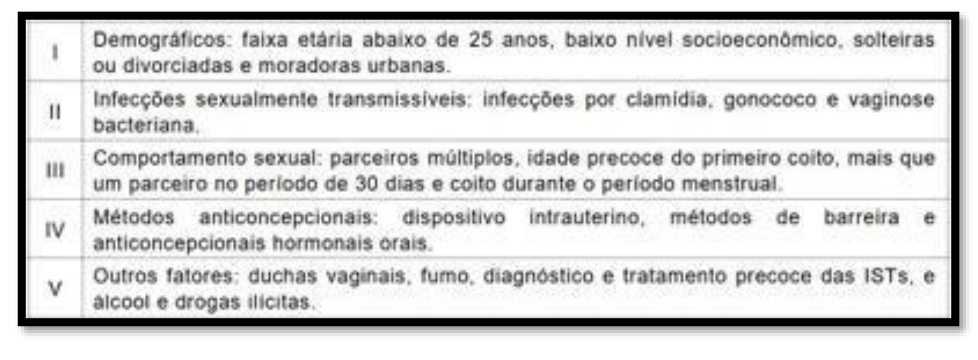 I
Demográficos: faixa etária abaixo de 25 anos, baixo nível socioeconômico, solteiras
ou divorciadas e moradoras urbanas.
II
Infecções sexualmente transmissíveis: infecções por clamídia, gonococo e vaginose
bacteriana.
III
Comportamento sexual: parceiros múltiplos, idade precoce do primeiro coito, mais que
um parceiro no período de 30 dias e coito durante o período menstrual.
IV
Métodos anticoncepcionais: dispositivo intrauterino, métodos de barreira e
anticoncepcionais hormonais orais.
V
Outros fatores: duchas vaginais, fumo, diagnóstico e tratamento precoce das ISTs, e
álcool e drogas ilícitas.